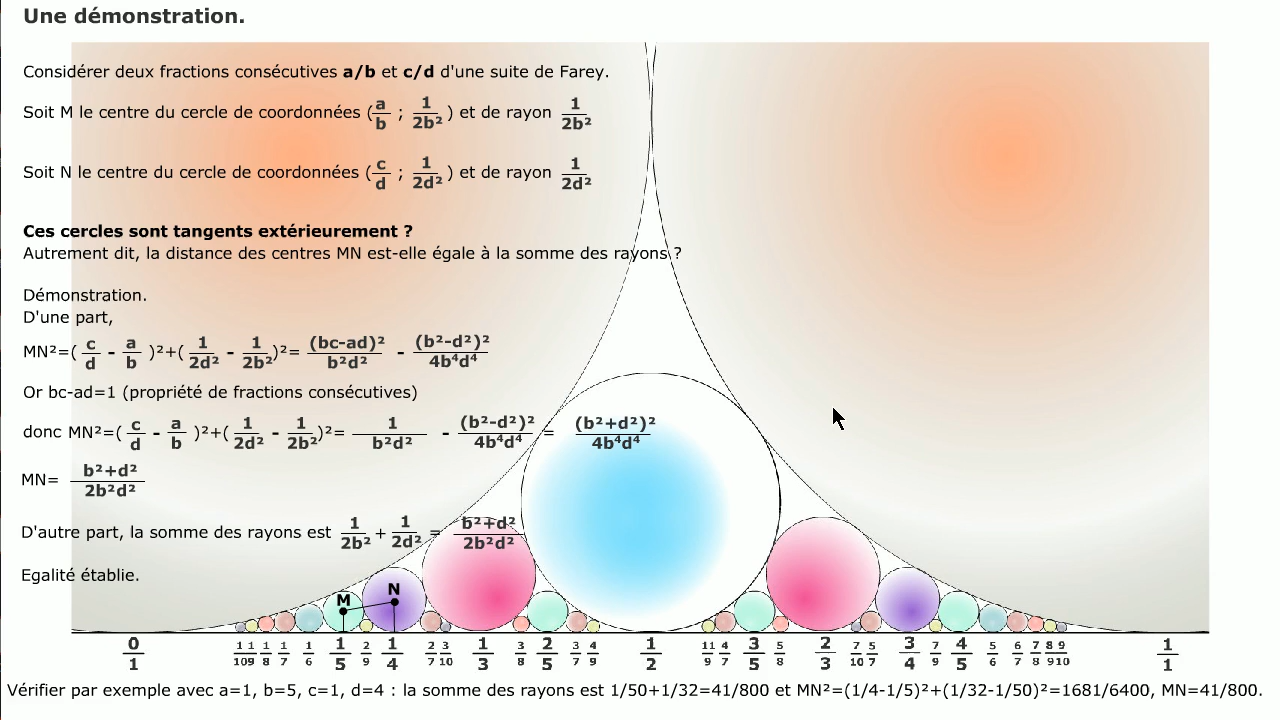 Une démonstration.
Considérer deux fractions consécutives a/b et c/d d'une suite de Farey.
Soit M le centre du cercle de coordonnées (a/b ; 1/2b²) et de rayon 1/2b²
Soit N le centre du cercle de coordonnées (c/d ; 1/2d²) et de rayon 1/2d²
Ces cercles sont tangents extérieurement ?
Autrement dit, la distance des centres MN est-elle égale à la somme des rayons ?
Démonstration.
D'une part,
MN²=( c/d - a/b )²+( 1/2d² - 1/2b² )²= (bc-ad)²/b²d² - (b²-d²)²/4b⁴d⁴
Or bc-ad=1 (propriété de fractions consécutives)
donc MN²=( c/d - a/b )²+( 1/2d² - 1/2b² )²= 1/b²d² - (b²-d²)²/4b⁴d⁴ = (b²+d²)²/4b⁴d⁴
MN= b²+d²/2b²d²
D'autre part, la somme des rayons est 1/2b² + 1/2d² = b²+d²/2b²d²
Egalité établie.
M N
0/1 1/10 1/9 1/8 1/7 1/6 1/5 2/9 1/4 2/7 3/10 1/3 3/8 2/5 3/7 4/9 1/2 11/9 4/7 3/5 5/8 2/3 7/10 5/7 3/4 7/9 4/5 5/6 6/7 7/8 8/9 9/10 1/1
Vérifier par exemple avec a=1, b=5, c=1, d=4 : la somme des rayons est 1/50+1/32=41/800 et MN²=(1/4-1/5)²+(1/32-1/50)²=1681/6400, MN=41/800.